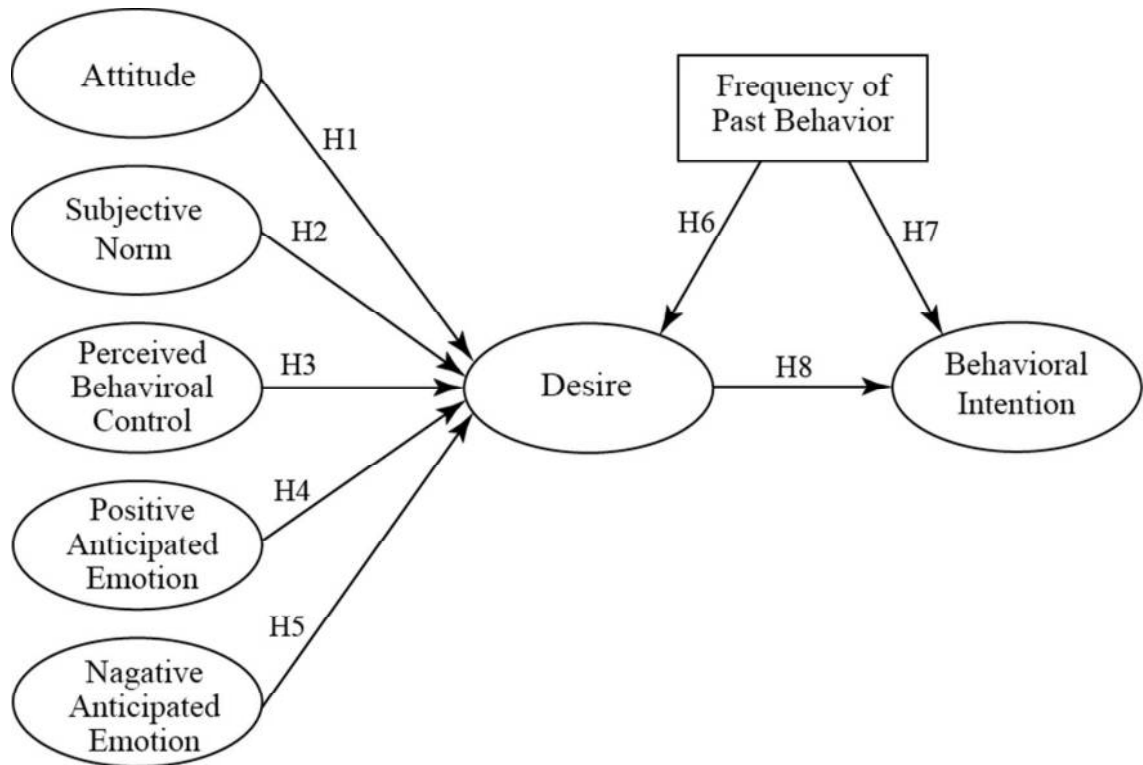 Attitude
Frequency of
Past Behavior
H1
Subjective
Norm
H2
H6
H7
Perceived
Behaviroal
Control
H3
Desire
H8
Behavioral
Intention
H4
Positive
Anticipated
Emotion
H5
Nagative
Anticipated
Emotion